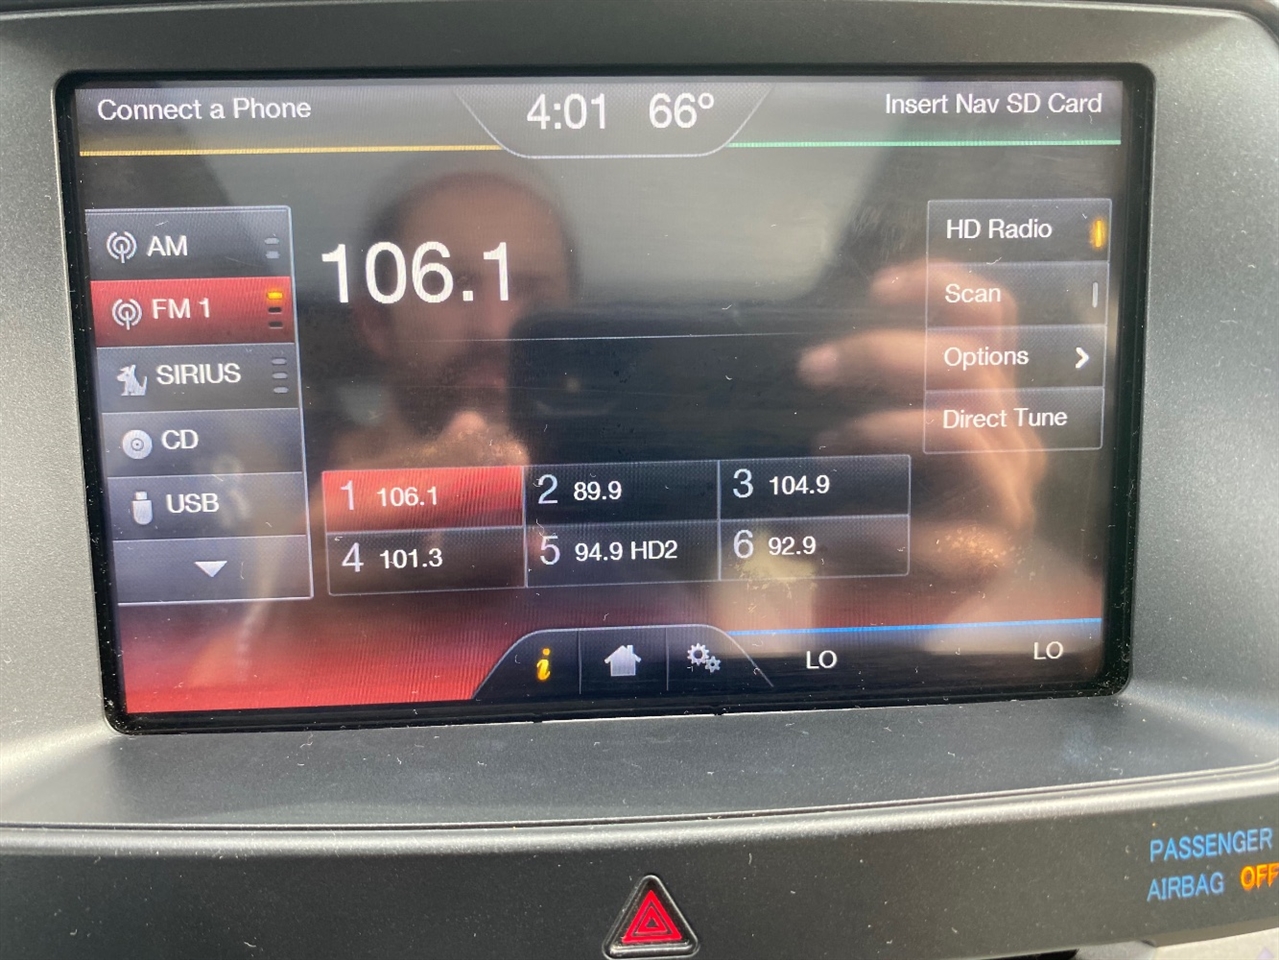 Connect a Phone
4:01 66°
Insert Nav SD Card
AM
FM 1
SIRIUS
CD
USB
106.1
HD Radio
Scan
Options
Direct Tune
1 106.1
2 89.9
3 104.9
4 101.3
5 94.9 HD2
6 92.9
i
LO
LO
PASSENGER
AIRBAG OFF